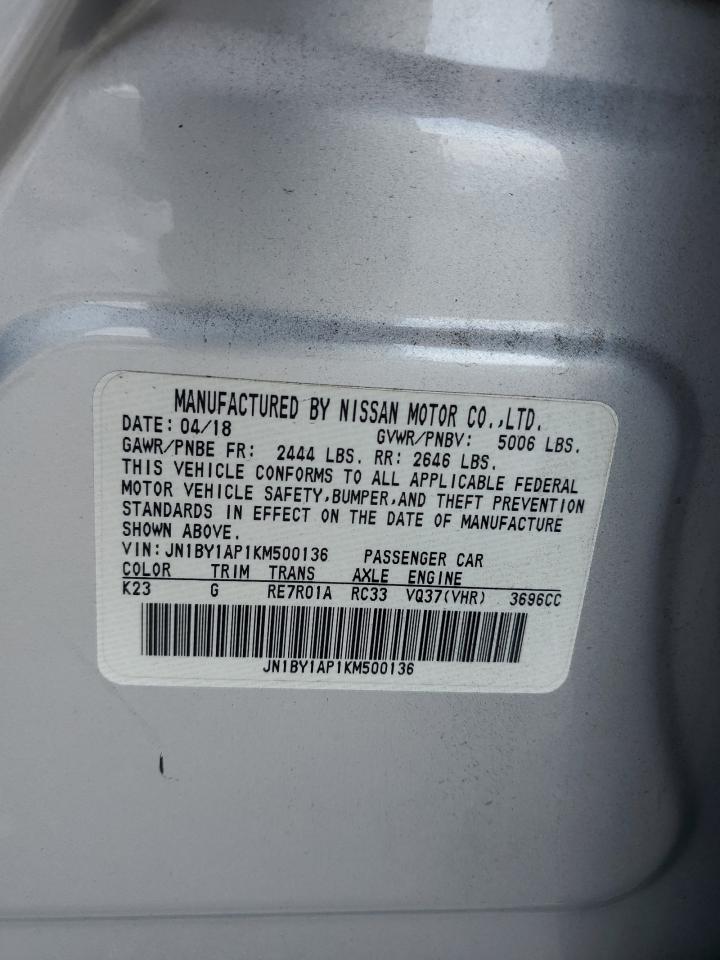 MANUFACTURED BY NISSAN MOTOR CO.,LTD.
DATE: 04/18 GVWR/PNBV: 5006 LBS.
GAWR/PNBE FR: 2444 LBS. RR: 2646 LBS.
THIS VEHICLE CONFORMS TO ALL APPLICABLE FEDERAL
MOTOR VEHICLE SAFETY,BUMPER,AND THEFT PREVENTION
STANDARDS IN EFFECT ON THE DATE OF MANUFACTURE
SHOWN ABOVE.
VIN: JN1BY1AP1KM500136 PASSENGER CAR
COLOR TRIM TRANS AXLE ENGINE
K23 G RE7R01A RC33 VQ37(VHR) 3696CC
JN1BY1AP1KM500136